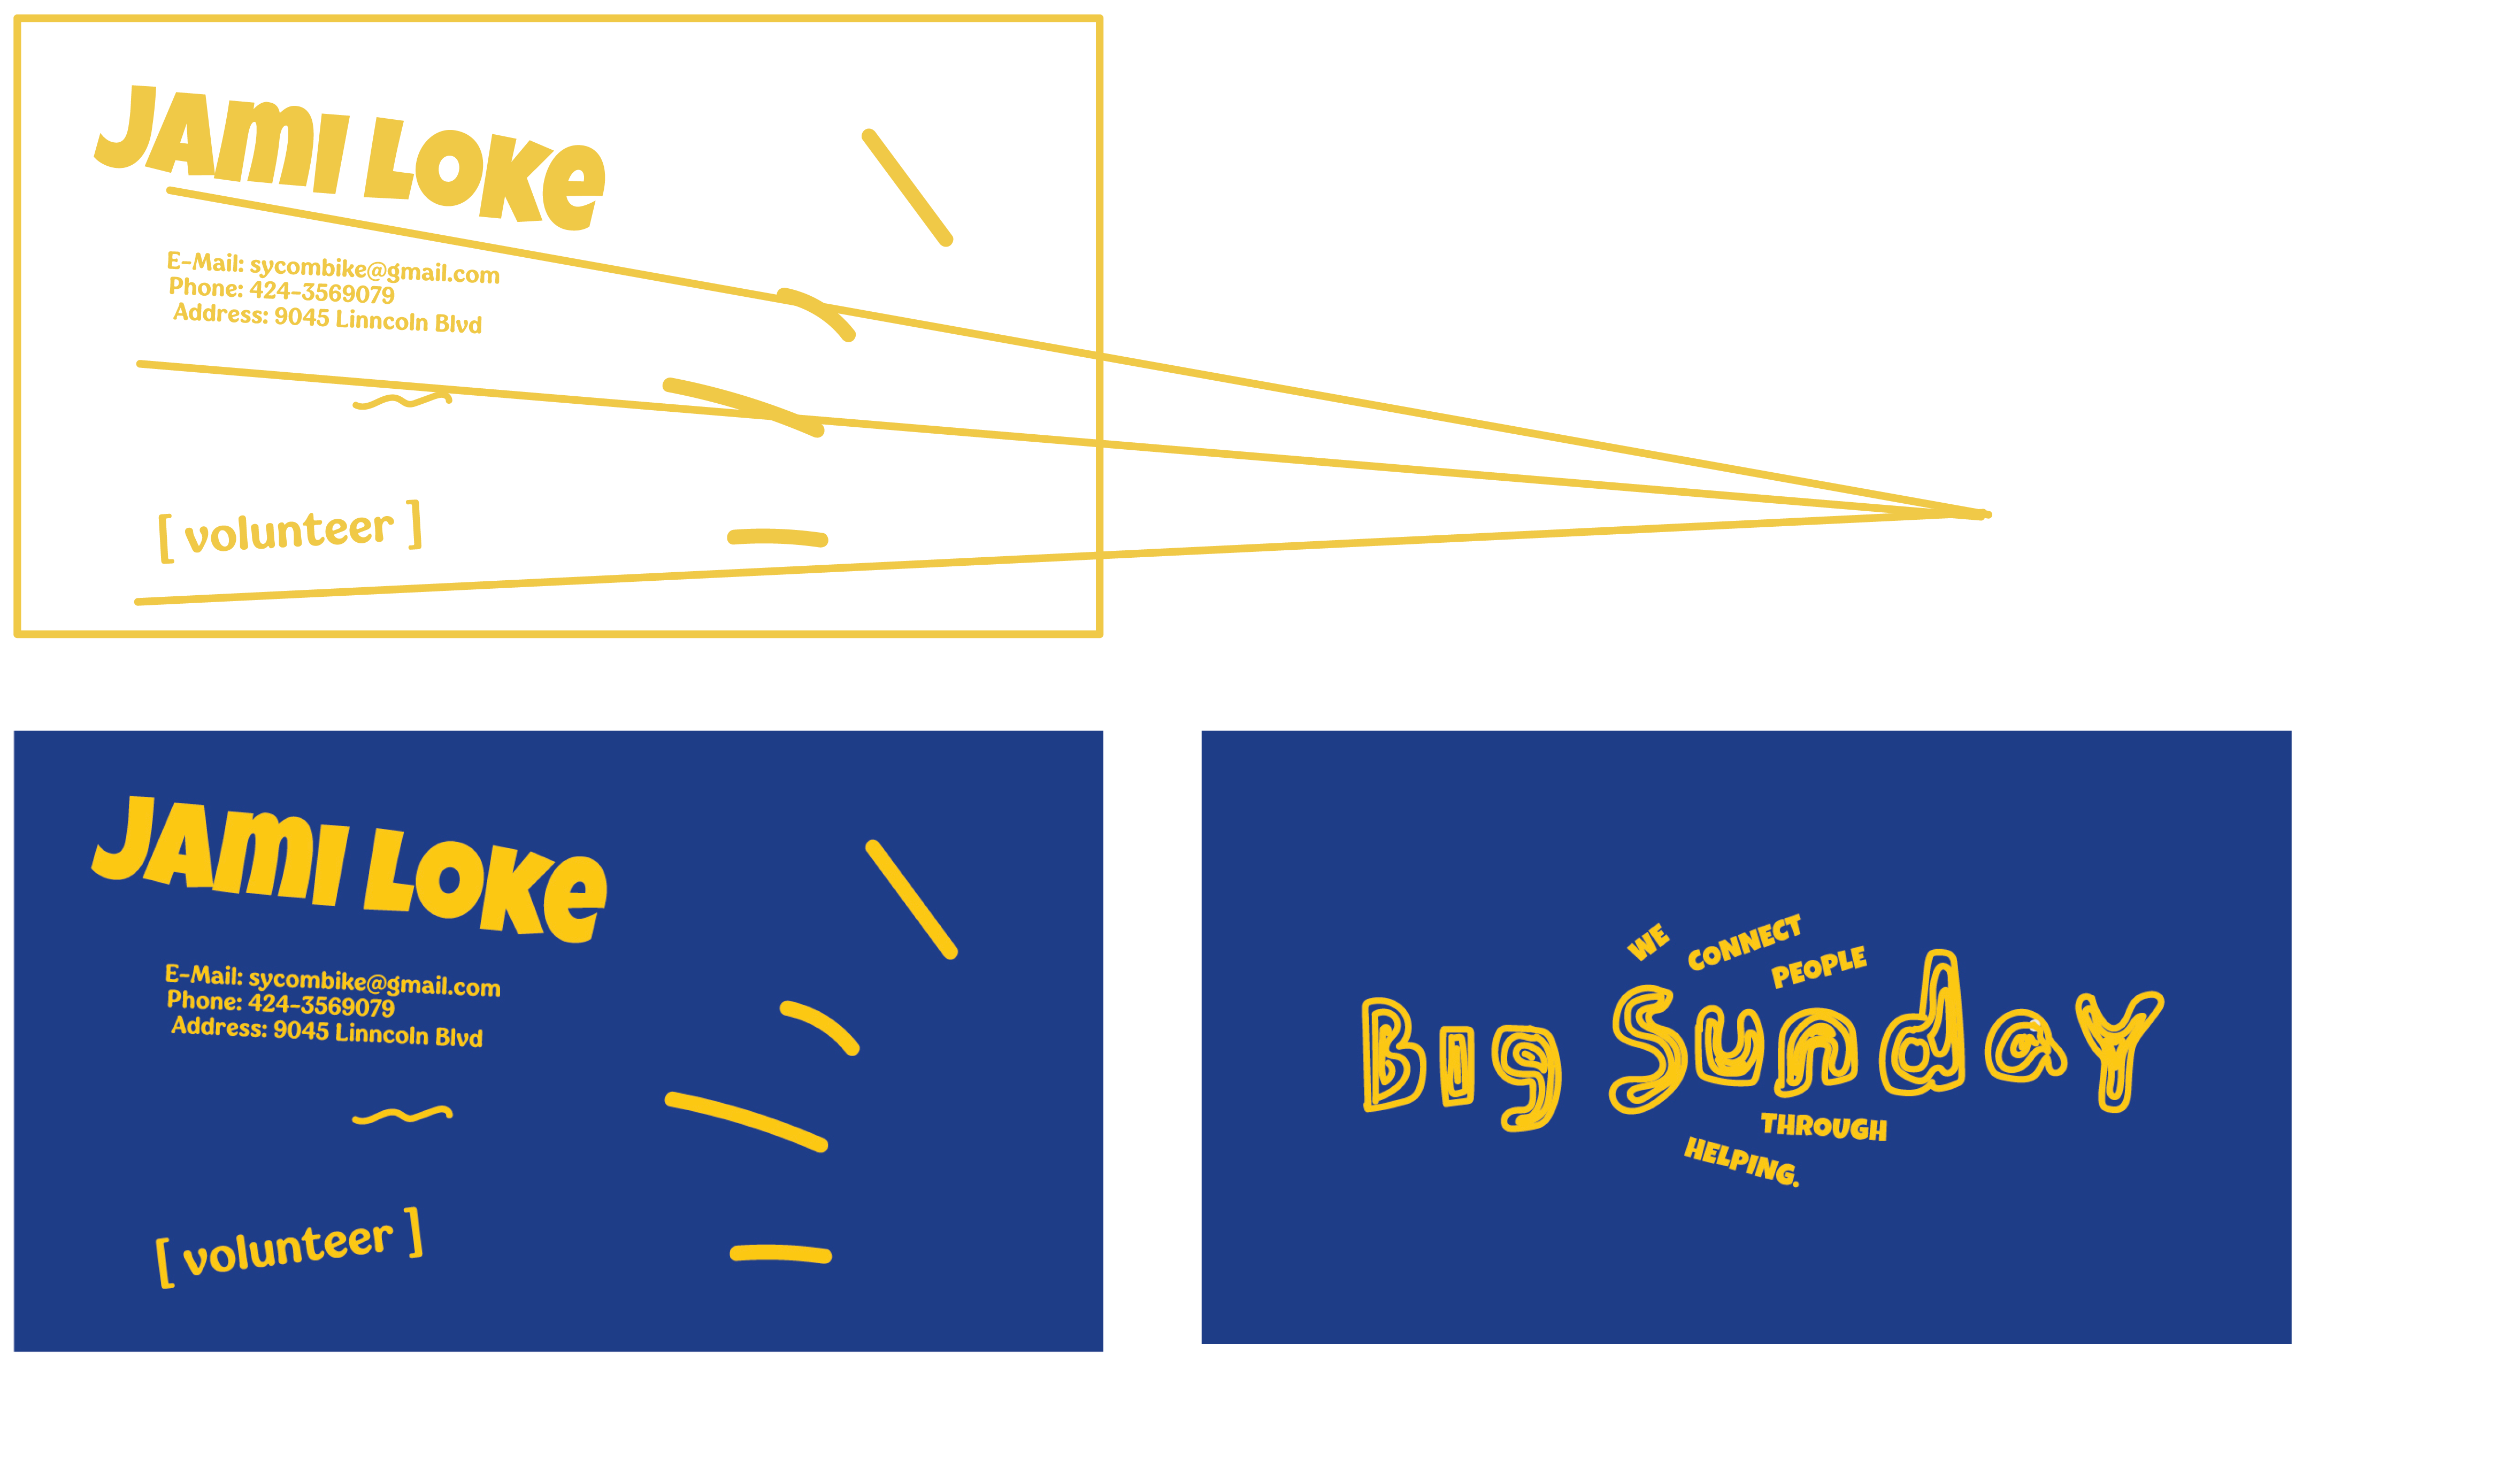 JAMI LOKe
E-Mail: sycombike@gmail.com
Phone: 424-3569079
Address: 9045 Linncoln Blvd
[ volunteer ]
JAMI LOKe
E-Mail: sycombike@gmail.com
Phone: 424-3569079
Address: 9045 Linncoln Blvd
[ volunteer ]
WE CONNECT
PEOPLE
BIg SundaY
THROUGH
HELPING.